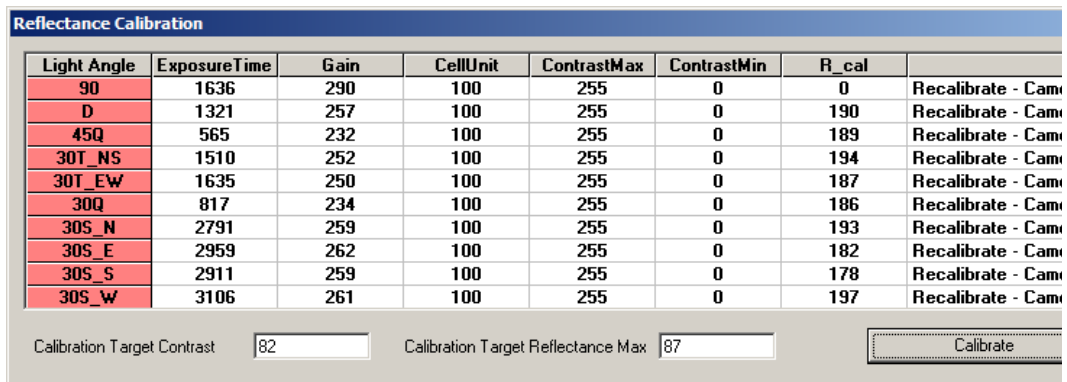 Reflectance Calibration
Light Angle ExposureTime Gain CellUnit ContrastMax ContrastMin R_cal
90 1636 290 100 255 0 0 Recalibrate - Came
D 1321 257 100 255 0 190 Recalibrate - Came
45Q 565 232 100 255 0 189 Recalibrate - Came
30T_NS 1510 252 100 255 0 194 Recalibrate - Came
30T_EW 1635 250 100 255 0 187 Recalibrate - Came
30Q 817 234 100 255 0 186 Recalibrate - Came
30S_N 2791 259 100 255 0 193 Recalibrate - Came
30S_E 2959 262 100 255 0 182 Recalibrate - Came
30S_S 2911 259 100 255 0 178 Recalibrate - Came
30S_W 3106 261 100 255 0 197 Recalibrate - Came
Calibration Target Contrast 82 Calibration Target Reflectance Max 87 Calibrate